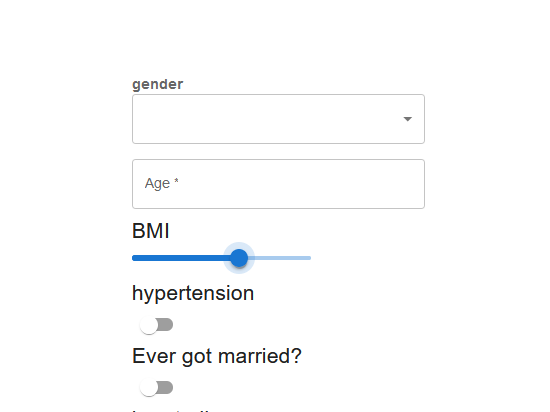 gender
Age *
BMI
hypertension
Ever got married?